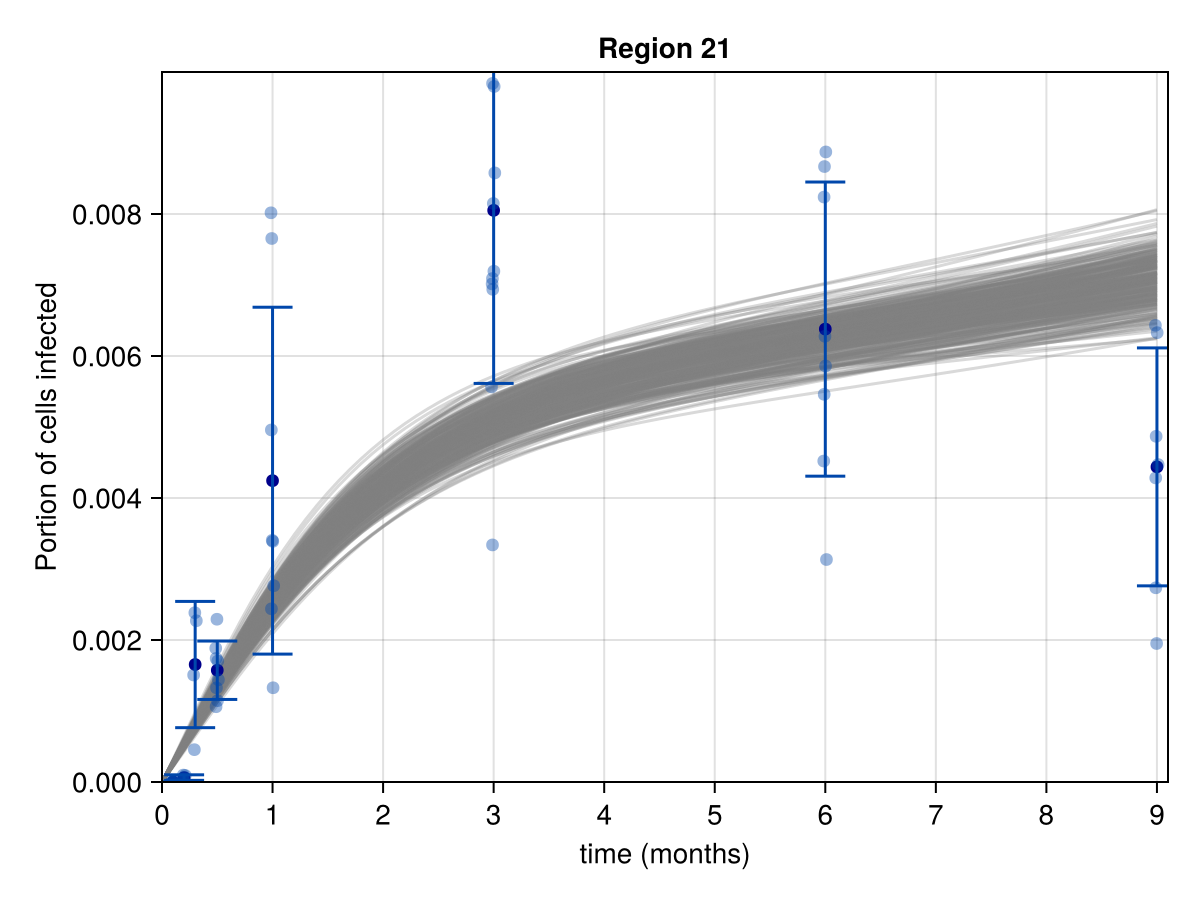 Region 21
Portion of cells infected
0.008
0.006
0.004
0.002
0.000
0 1 2 3 4 5 6 7 8 9
time (months)